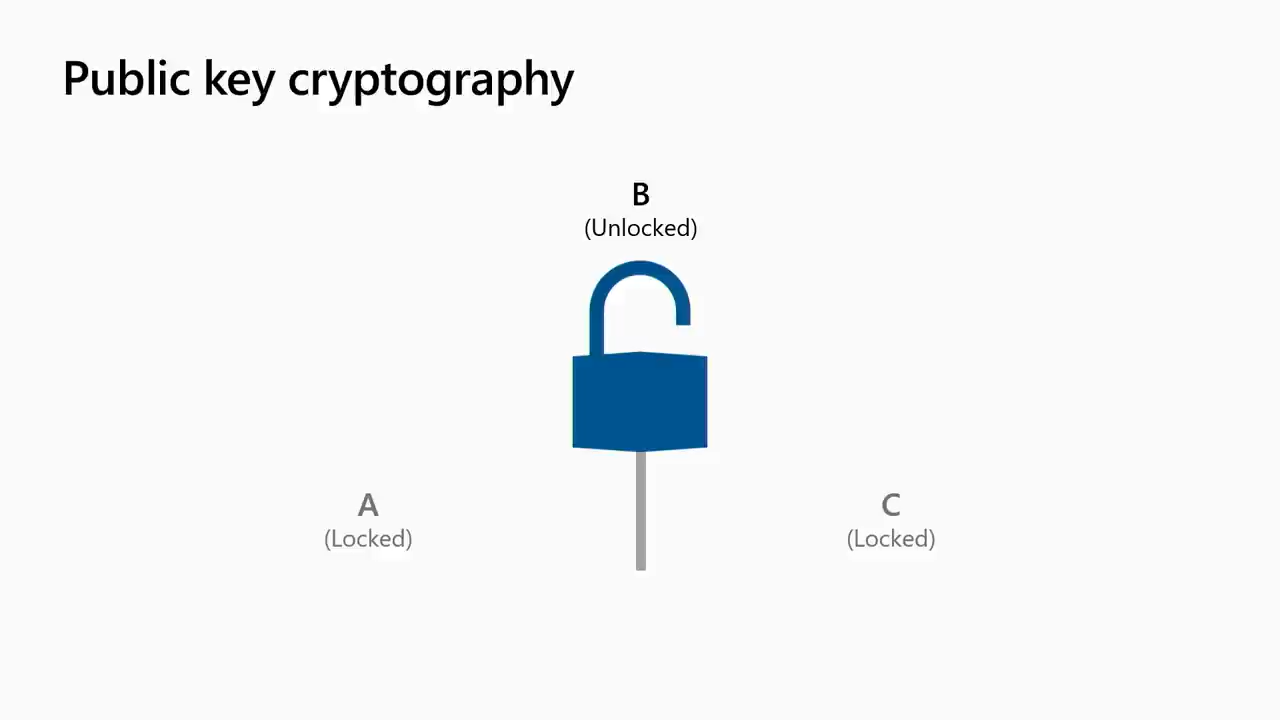 Public key cryptography
B
(Unlocked)
A
(Locked)
C
(Locked)